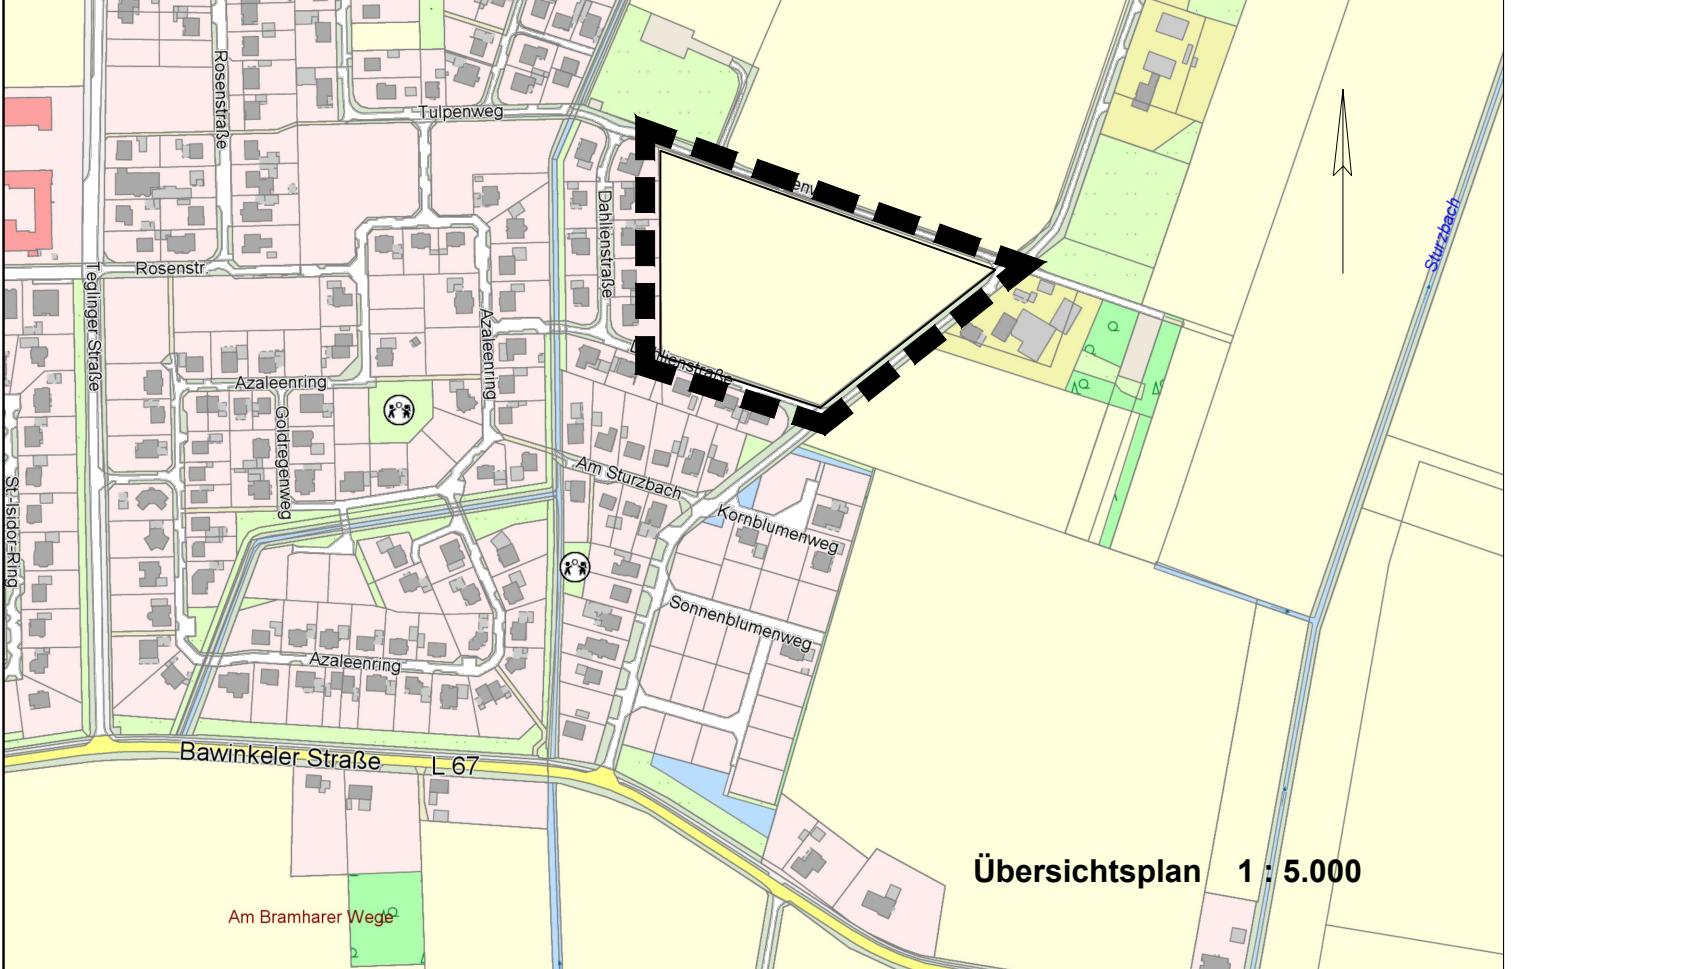 Rosenstraße
Tulpenweg
Dahlienstraße
Rosenstr.
Teglinger Straße
Azaleenring
Dahlienstraße
Azaleenring
Goldregenweg
St.-Isidor-Ring
Am Sturzbach
Kornblumenweg
Sonnenblumenweg
Azaleenring
Sturzbach
Bawinkeler Straße L 67
Übersichtsplan 1 : 5.000
Am Bramharer Wege